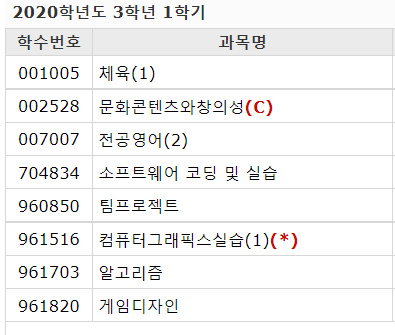 2020학년도 3학년 1학기
학수번호 과목명
001005 체육(1)
002528 문화콘텐츠와창의성(C)
007007 전공영어(2)
704834 소프트웨어 코딩 및 실습
960850 팀프로젝트
961516 컴퓨터그래픽스실습(1)(*)
961703 알고리즘
961820 게임디자인